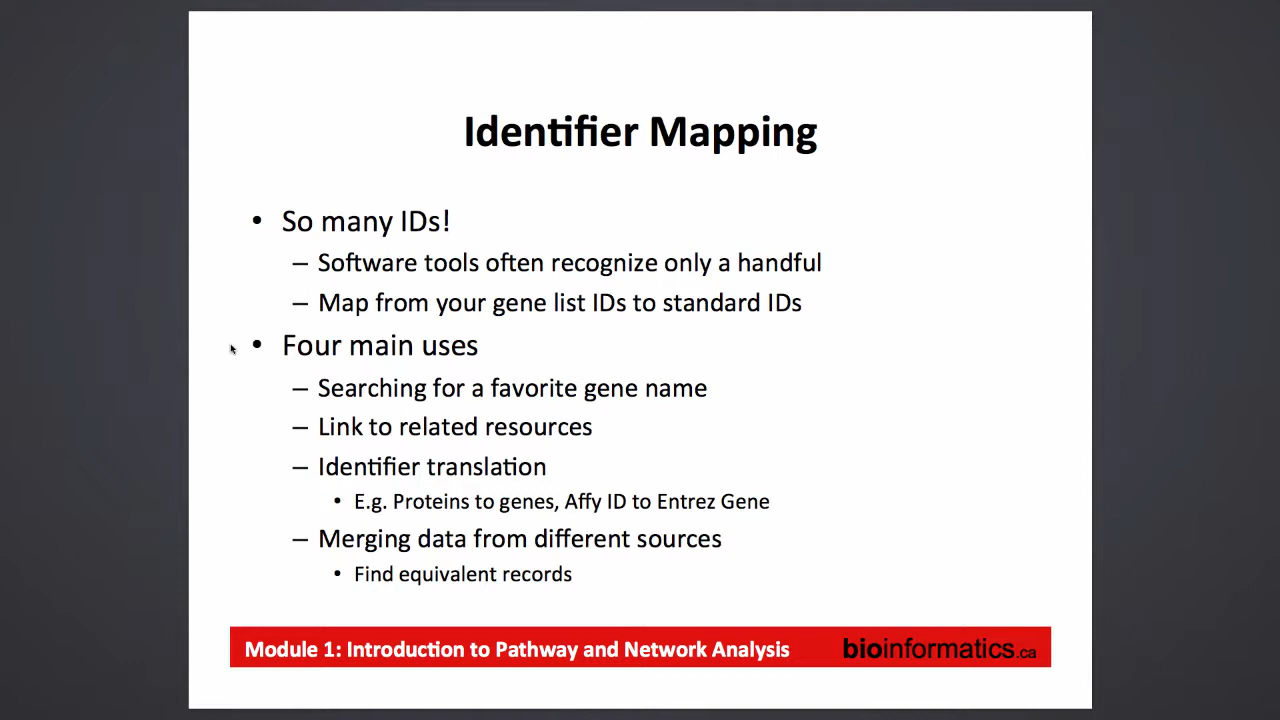 Identifier Mapping
• So many IDs!
– Software tools often recognize only a handful
– Map from your gene list IDs to standard IDs
• Four main uses
– Searching for a favorite gene name
– Link to related resources
– Identifier translation
• E.g. Proteins to genes, Affy ID to Entrez Gene
– Merging data from different sources
• Find equivalent records
Module 1: Introduction to Pathway and Network Analysis bioinformatics.ca